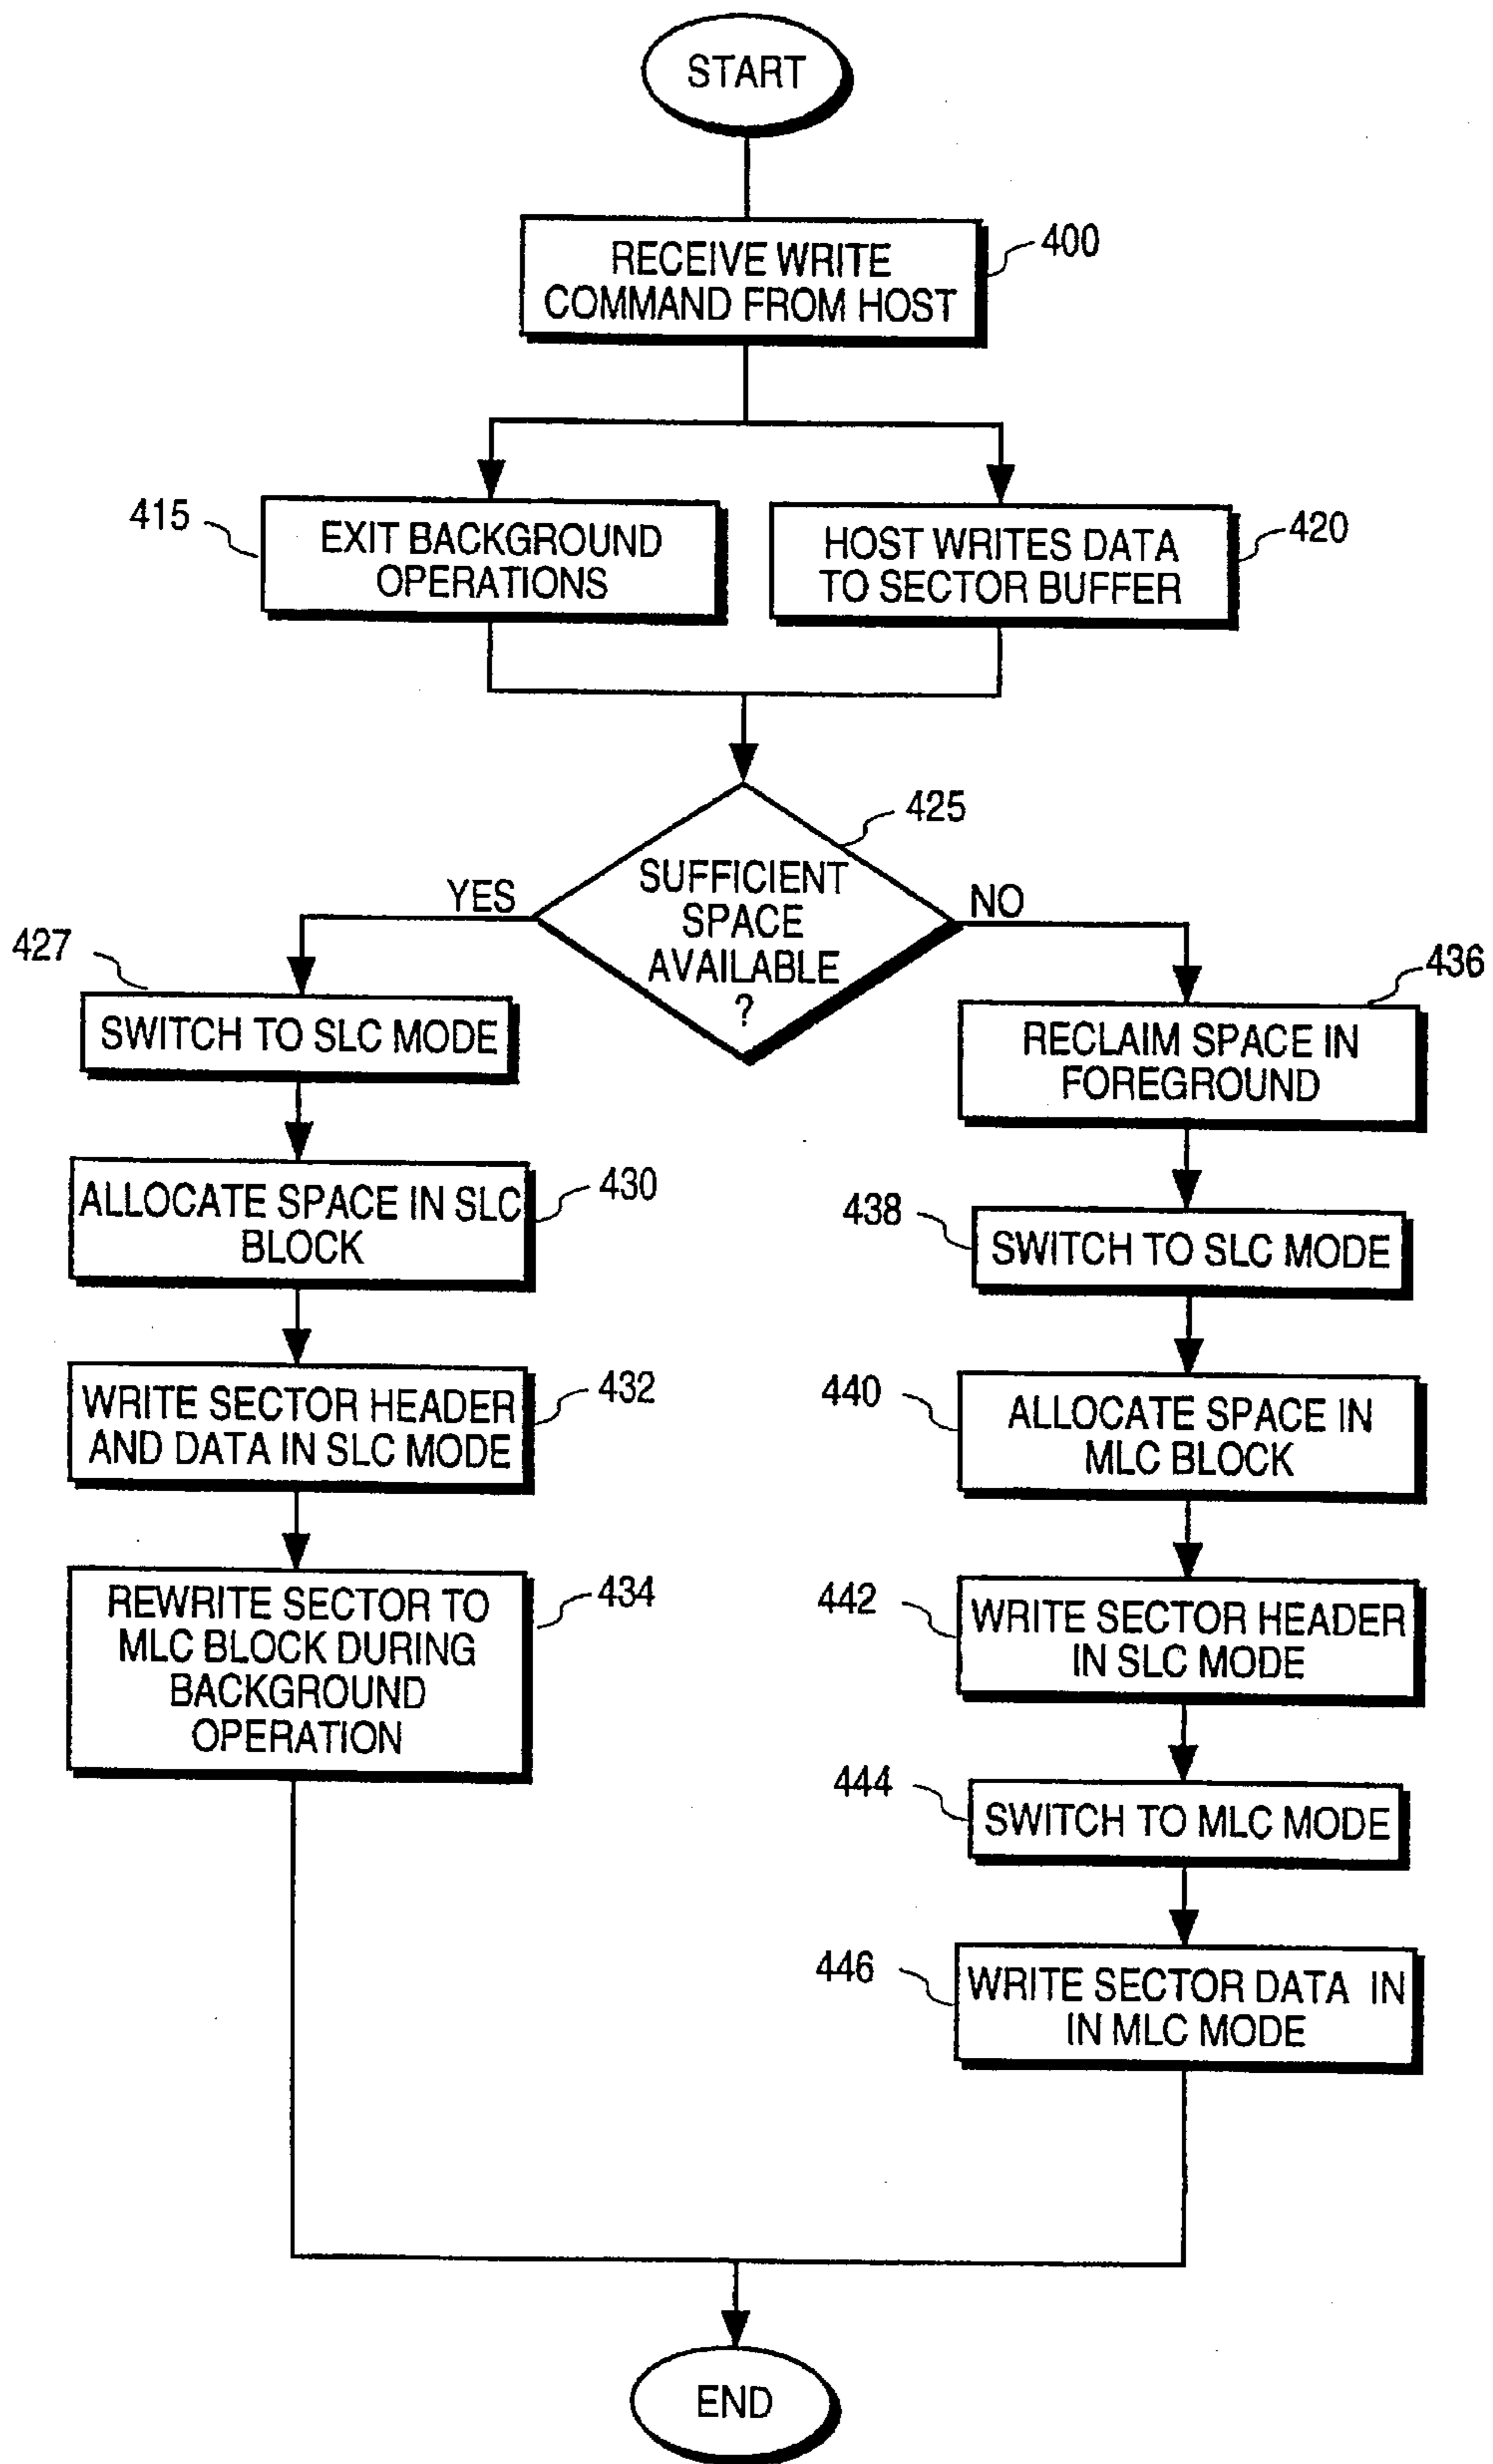 START
400
RECEIVE WRITE
COMMAND FROM HOST
415
EXIT BACKGROUND
OPERATIONS
HOST WRITES DATA
TO SECTOR BUFFER
420
425
SUFFICIENT
SPACE
AVAILABLE
?
YES
NO
427
SWITCH TO SLC MODE
ALLOCATE SPACE IN SLC
BLOCK
430
WRITE SECTOR HEADER
AND DATA IN SLC MODE
432
REWRITE SECTOR TO
MLC BLOCK DURING
BACKGROUND
OPERATION
434
436
RECLAIM SPACE IN
FOREGROUND
438
SWITCH TO SLC MODE
440
ALLOCATE SPACE IN
MLC BLOCK
442
WRITE SECTOR HEADER
IN SLC MODE
444
SWITCH TO MLC MODE
446
WRITE SECTOR DATA IN
IN MLC MODE
END